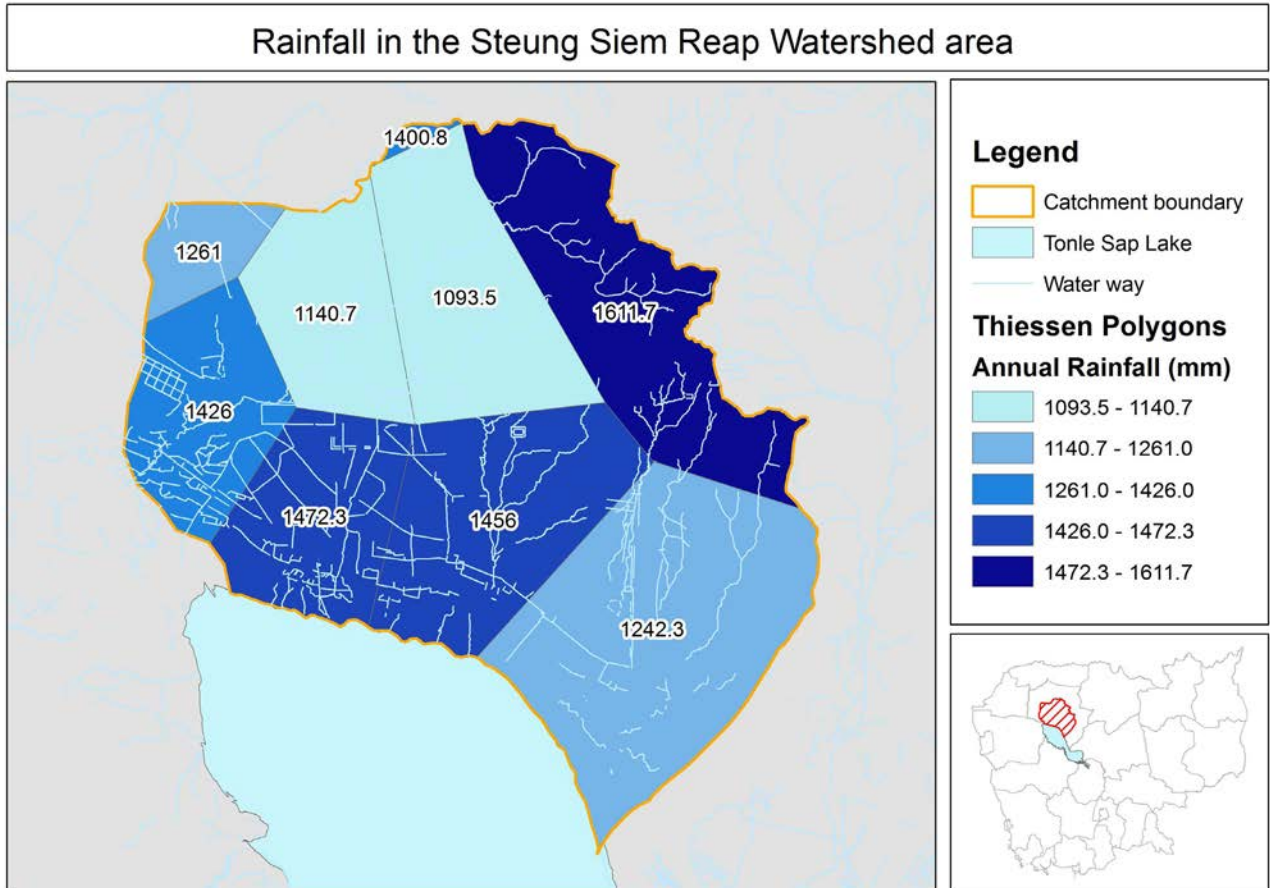 Rainfall in the Steung Siem Reap Watershed area
1400.8
1261
1140.7
1093.5
1611.7
1426
1472.3
1456
1242.3
Legend
Catchment boundary
Tonle Sap Lake
Water way
Thiessen Polygons
Annual Rainfall (mm)
1093.5 - 1140.7
1140.7 - 1261.0
1261.0 - 1426.0
1426.0 - 1472.3
1472.3 - 1611.7